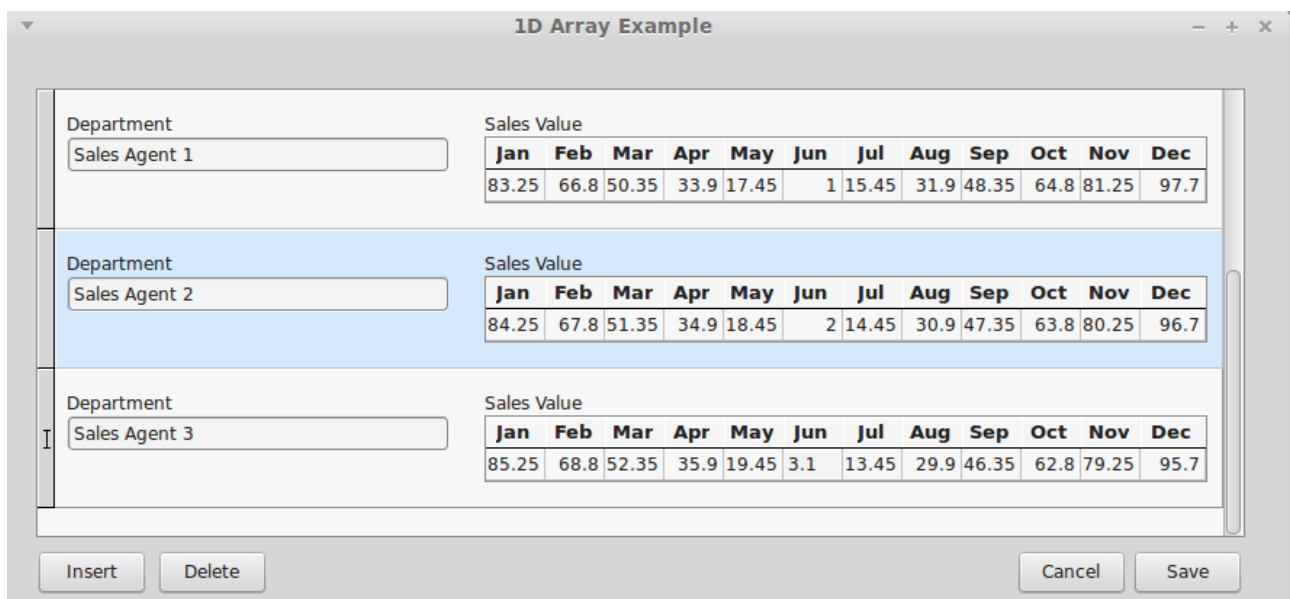 1D Array Example
Department
Sales Value
Sales Agent 1
Jan Feb Mar Apr May Jun Jul Aug Sep Oct Nov Dec
83.25 66.8 50.35 33.9 17.45 1 15.45 31.9 48.35 64.8 81.25 97.7
Department
Sales Value
Sales Agent 2
Jan Feb Mar Apr May Jun Jul Aug Sep Oct Nov Dec
84.25 67.8 51.35 34.9 18.45 2 14.45 30.9 47.35 63.8 80.25 96.7
Department
Sales Value
Sales Agent 3
Jan Feb Mar Apr May Jun Jul Aug Sep Oct Nov Dec
85.25 68.8 52.35 35.9 19.45 3.1 13.45 29.9 46.35 62.8 79.25 95.7
Insert Delete Cancel Save